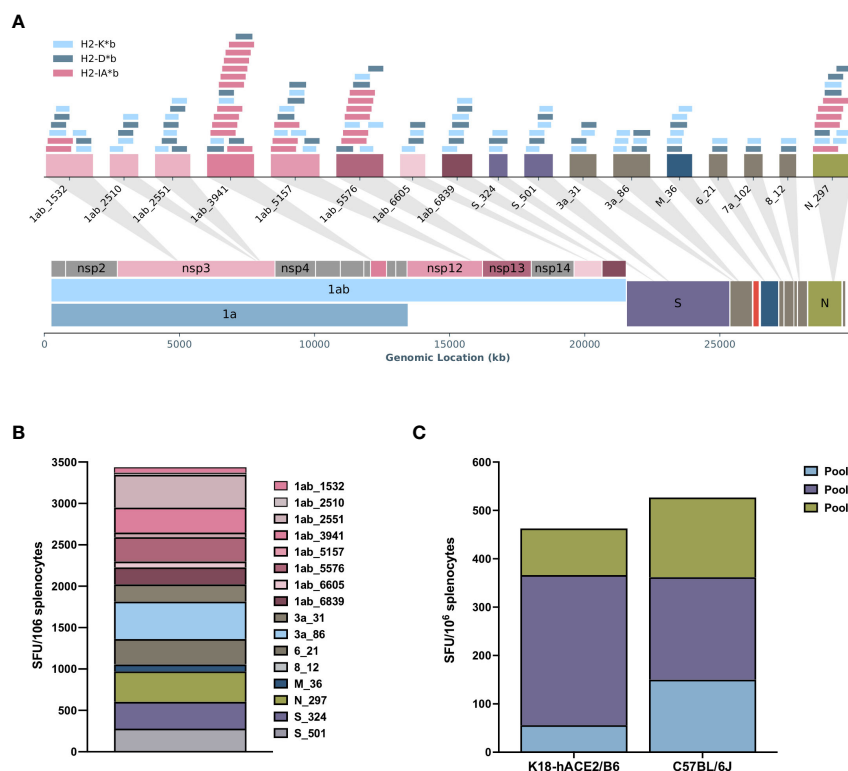 A
H2-K*b
H2-D*b
H2-IA*b
1ab_1532
1ab_2510
1ab_2551
1ab_3941
1ab_5157
1ab_5576
1ab_6605
1ab_6839
S_324
S_501
3a_31
3a_86
M_36
6_21
7a_102
8_12
N_297
nsp2
nsp3
nsp4
nsp12
nsp13
nsp14
1ab
1a
S
N
0
5000
10000
15000
20000
25000
Genomic Location (kb)
B
SFU/106 splenocytes
3500
3000
2500
2000
1500
1000
500
0
1ab_1532
1ab_2510
1ab_2551
1ab_3941
1ab_5157
1ab_5576
1ab_6605
1ab_6839
3a_31
3a_86
6_21
8_12
M_36
N_297
S_324
S_501
C
SFU/10⁶ splenocytes
600
500
400
300
200
100
0
K18-hACE2/B6
C57BL/6J
Pool
Pool
Pool